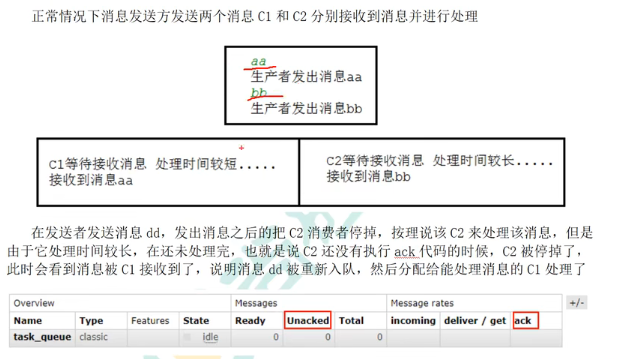 正常情况下消息发送方发送两个消息 C1 和 C2 分别接收到消息并进行处理
aa
生产者发出消息aa
bb
生产者发出消息bb
C1等待接收消息 处理时间较短.....
接收到消息aa
C2等待接收消息 处理时间较长.....
接收到消息bb
在发送者发送消息 dd，发出消息之后的把 C2 消费者停掉，按理说该 C2 来处理该消息，但是
由于它处理时间较长，在还未处理完，也就是说 C2 还没有执行 ack 代码的时候，C2 被停掉了，
此时会看到消息被 C1 接收到了，说明消息 dd 被重新入队，然后分配给能处理消息的 C1 处理了
Overview Messages Message rates +/-
Name Type Features State Ready Unacked Total incoming deliver / get ack
task_queue classic idle 0 0 0